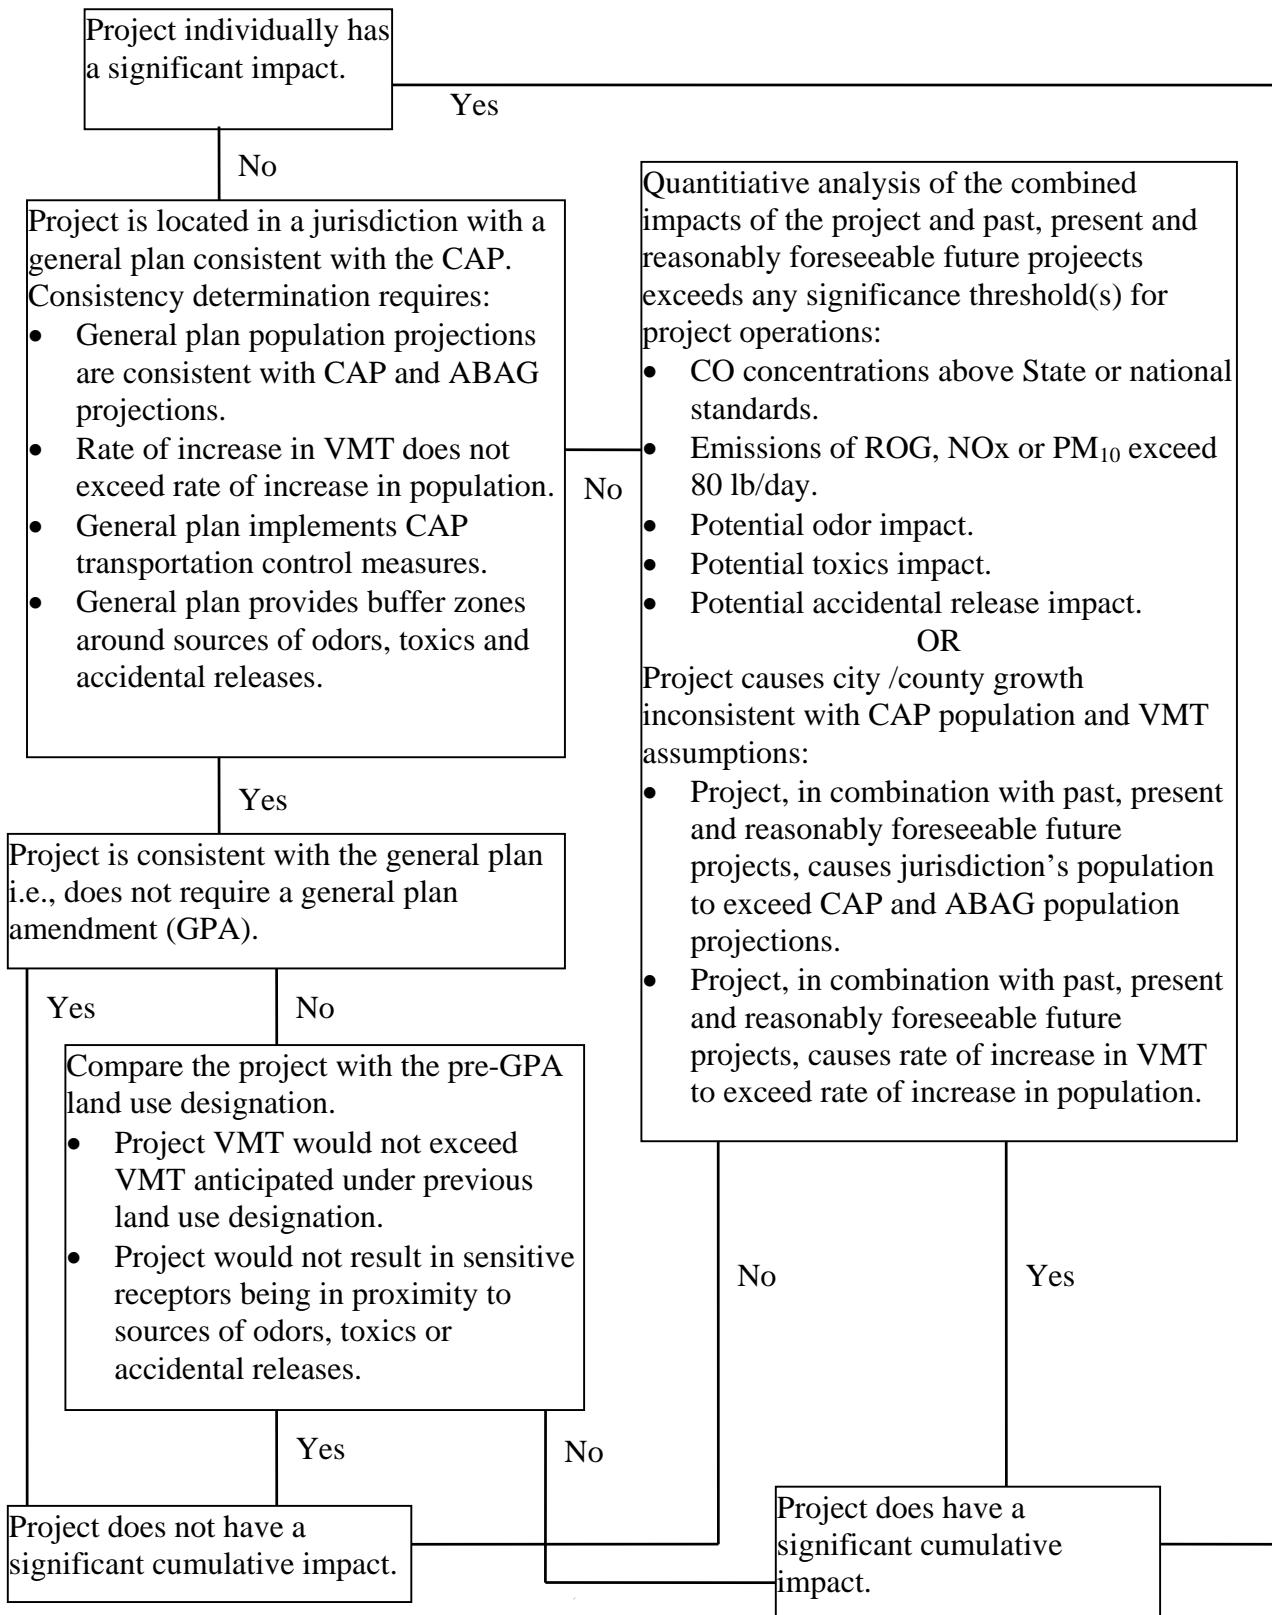 Project individually has
a significant impact.
Yes
No
Project is located in a jurisdiction with a
general plan consistent with the CAP.
Consistency determination requires:
• General plan population projections
are consistent with CAP and ABAG
projections.
• Rate of increase in VMT does not
exceed rate of increase in population.
• General plan implements CAP
transportation control measures.
• General plan provides buffer zones
around sources of odors, toxics and
accidental releases.
No
Quantitiative analysis of the combined
impacts of the project and past, present and
reasonably foreseeable future projeects
exceeds any significance threshold(s) for
project operations:
• CO concentrations above State or national
standards.
• Emissions of ROG, NOx or PM₁₀ exceed
80 lb/day.
• Potential odor impact.
• Potential toxics impact.
• Potential accidental release impact.
OR
Project causes city /county growth
inconsistent with CAP population and VMT
assumptions:
• Project, in combination with past, present
and reasonably foreseeable future
projects, causes jurisdiction’s population
to exceed CAP and ABAG population
projections.
• Project, in combination with past, present
and reasonably foreseeable future
projects, causes rate of increase in VMT
to exceed rate of increase in population.
Yes
Project is consistent with the general plan
i.e., does not require a general plan
amendment (GPA).
Yes
No
Compare the project with the pre-GPA
land use designation.
• Project VMT would not exceed
VMT anticipated under previous
land use designation.
• Project would not result in sensitive
receptors being in proximity to
sources of odors, toxics or
accidental releases.
No
Yes
Yes
No
Project does not have a
significant cumulative impact.
Project does have a
significant cumulative
impact.